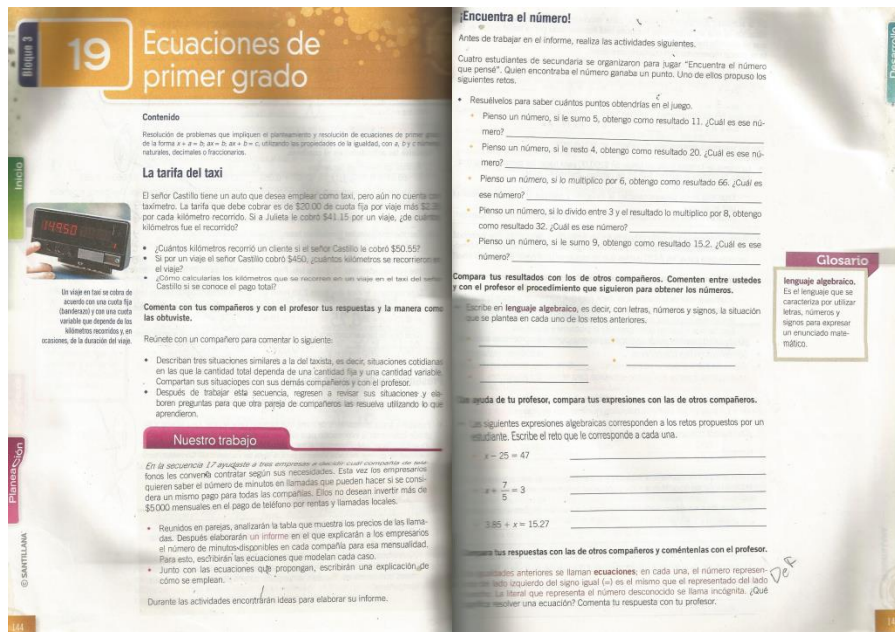 Bloque 3
19
Ecuaciones de
primer grado
Contenido
Resolución de problemas que impliquen el planteamiento y resolución de ecuaciones de primer
de la forma x + a = b; ax = b; ax + b = c, utilizando las propiedades de la igualdad, con a, b y c
naturales, decimales o fraccionarios.
Inicio
La tarifa del taxi
El señor Castillo tiene un auto que desea emplear como taxi, pero aún no cuenta
taxímetro. La tarifa que debe cobrar es de $20.00 de cuota fija por viaje más
por cada kilómetro recorrido. Si a Julieta le cobró $41.15 por un viaje, ¿de cuántos
kilómetros fue el recorrido?
• ¿Cuántos kilómetros recorrió un cliente si el señor Castillo le cobró $50.55?
• Si por un viaje el señor Castillo cobró $450, ¿cuántos kilómetros se recorrieron en
el viaje?
• ¿Cómo calcularías los kilómetros que se recorren en un viaje en el taxi del señor
Castillo si se conoce el pago total?
Un viaje en taxi se cobra de
acuerdo con una cuota fija
(banderazo) y con una cuota
variable que depende de los
kilómetros recorridos y, en
ocasiones, de la duración del viaje.
Comenta con tus compañeros y con el profesor tus respuestas y la manera como
las obtuviste.
Reúnete con un compañero para comentar lo siguiente:
• Describan tres situaciones similares a la del taxista, es decir, situaciones cotidianas
en las que la cantidad total dependa de una cantidad fija y una cantidad variable.
Compartan sus situaciones con sus demás compañeros y con el profesor.
• Después de trabajar esta secuencia, regresen a revisar sus situaciones y ela-
boren preguntas para que otra pareja de compañeros las resuelva utilizando lo que
aprendieron.
Planeación
Nuestro trabajo
En la secuencia 17 ayudaste a tres empresas a decidir cuál compañía de telé-
fonos les convenía contratar según sus necesidades. Esta vez los empresarios
quieren saber el número de minutos en llamadas que pueden hacer si se consi-
dera un mismo pago para todas las compañías. Ellos no desean invertir más de
$5 000 mensuales en el pago de teléfono por rentas y llamadas locales.
• Reunidos en parejas, analizarán la tabla que muestra los precios de las llama-
das. Después elaborarán un informe en el que explicarán a los empresarios
el número de minutos disponibles en cada compañía para esa mensualidad.
Para esto, escribirán las ecuaciones que modelan cada caso.
• Junto con las ecuaciones que propongan, escribirán una explicación de
cómo se emplean.
Durante las actividades encontrarán ideas para elaborar su informe.
© SANTILLANA
144
¡Encuentra el número!
Antes de trabajar en el informe, realiza las actividades siguientes.
Cuatro estudiantes de secundaria se organizaron para jugar "Encuentra el número
que pensé". Quien encontraba el número ganaba un punto. Uno de ellos propuso los
siguientes retos.
• Resuélvelos para saber cuántos puntos obtendrías en el juego.
• Pienso un número, si le sumo 5, obtengo como resultado 11. ¿Cuál es ese nú-
mero?
• Pienso un número, si le resto 4, obtengo como resultado 20. ¿Cuál es ese nú-
mero?
• Pienso un número, si lo multiplico por 6, obtengo como resultado 66. ¿Cuál es
ese número?
• Pienso un número, si lo divido entre 3 y el resultado lo multiplico por 8, obtengo
como resultado 32. ¿Cuál es ese número?
• Pienso un número, si le sumo 9, obtengo como resultado 15.2. ¿Cuál es ese
número?
Compara tus resultados con los de otros compañeros. Comenten entre ustedes
y con el profesor el procedimiento que siguieron para obtener los números.
Escribe en lenguaje algebraico, es decir, con letras, números y signos, la situación
que se plantea en cada uno de los retos anteriores.
ayuda de tu profesor, compara tus expresiones con las de otros compañeros.
Las siguientes expresiones algebraicas corresponden a los retos propuestos por un
estudiante. Escribe el reto que le corresponde a cada una.
x − 25 = 47
x + 7/5 = 3
3.85 + x = 15.27
tus respuestas con las de otros compañeros y coméntenlas con el profesor.
anteriores se llaman ecuaciones; en cada una, el número represen-
lado izquierdo del signo igual (=) es el mismo que el representado del lado
La literal que representa el número desconocido se llama incógnita. ¿Qué
resolver una ecuación? Comenta tu respuesta con tu profesor.
Def
Desarrollo
Glosario
lenguaje algebraico.
Es el lenguaje que se
caracteriza por utilizar
letras, números y
signos para expresar
un enunciado mate-
mático.